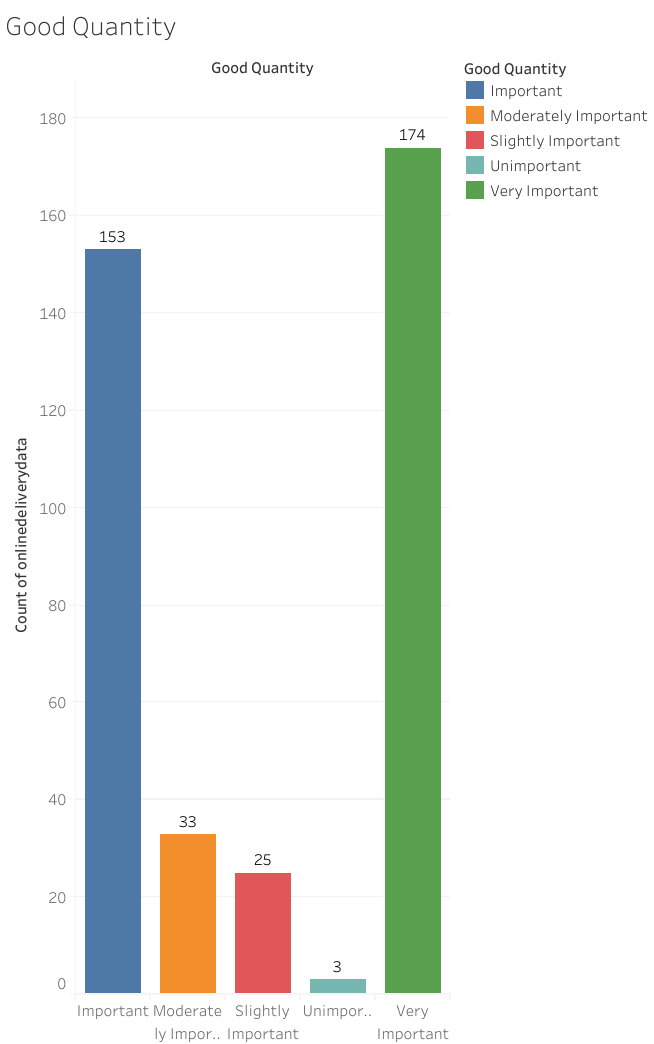 Good Quantity
Good Quantity
Good Quantity
Important
Moderately Important
Slightly Important
Unimportant
Very Important
Count of onlinedeliverydata
180
160
140
120
100
80
60
40
20
0
153
33
25
3
174
Important
Moderate
ly Impor..
Slightly
Important
Unimpor..
Very
Important